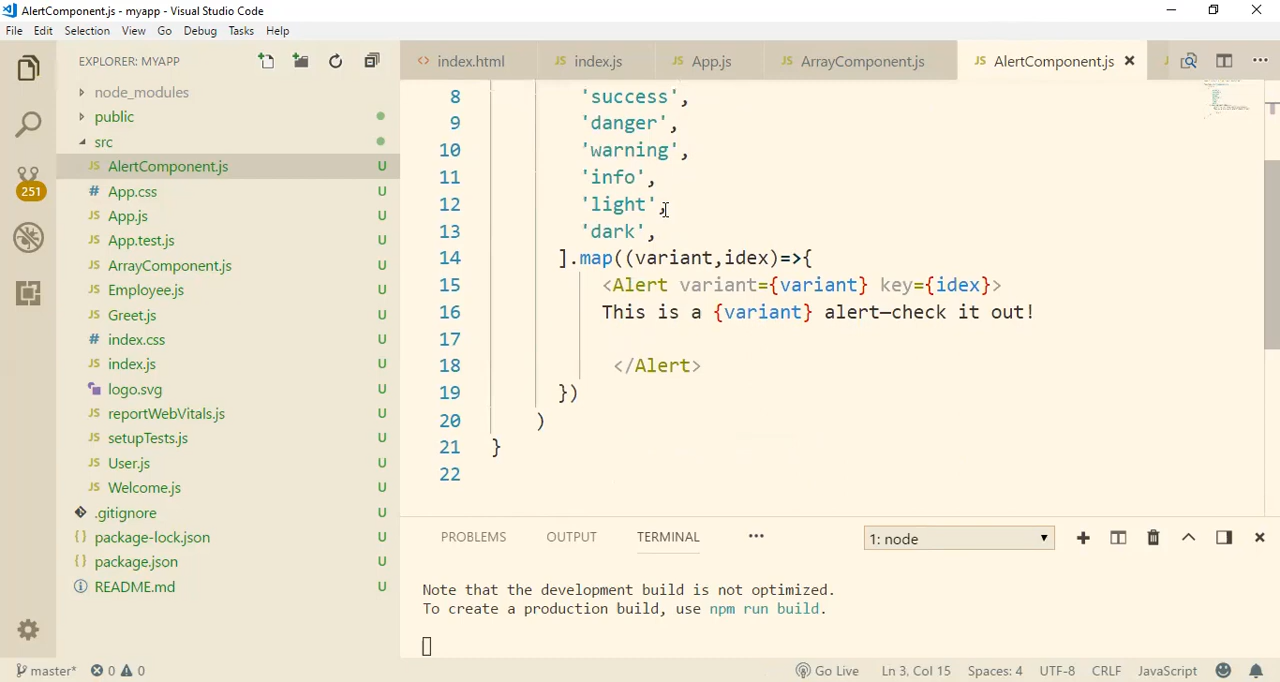 AlertComponent.js - myapp - Visual Studio Code
File Edit Selection View Go Debug Tasks Help
EXPLORER: MYAPP
index.html index.js App.js ArrayComponent.js AlertComponent.js
node_modules
public
src
AlertComponent.js U
App.css U
App.js U
App.test.js U
ArrayComponent.js U
Employee.js U
Greet.js U
index.css U
index.js U
logo.svg U
reportWebVitals.js U
setupTests.js U
User.js U
Welcome.js U
.gitignore U
package-lock.json U
package.json U
README.md U
251
8 'success',
9 'danger',
10 'warning',
11 'info',
12 'light',
13 'dark',
14 ].map((variant,idex)=>{
15 <Alert variant={variant} key={idex}>
16 This is a {variant} alert—check it out!
17
18 </Alert>
19 })
20 )
21 }
22
PROBLEMS OUTPUT TERMINAL ••• 1: node
Note that the development build is not optimized.
To create a production build, use npm run build.
master* 0 0 Go Live Ln 3, Col 15 Spaces: 4 UTF-8 CRLF JavaScript